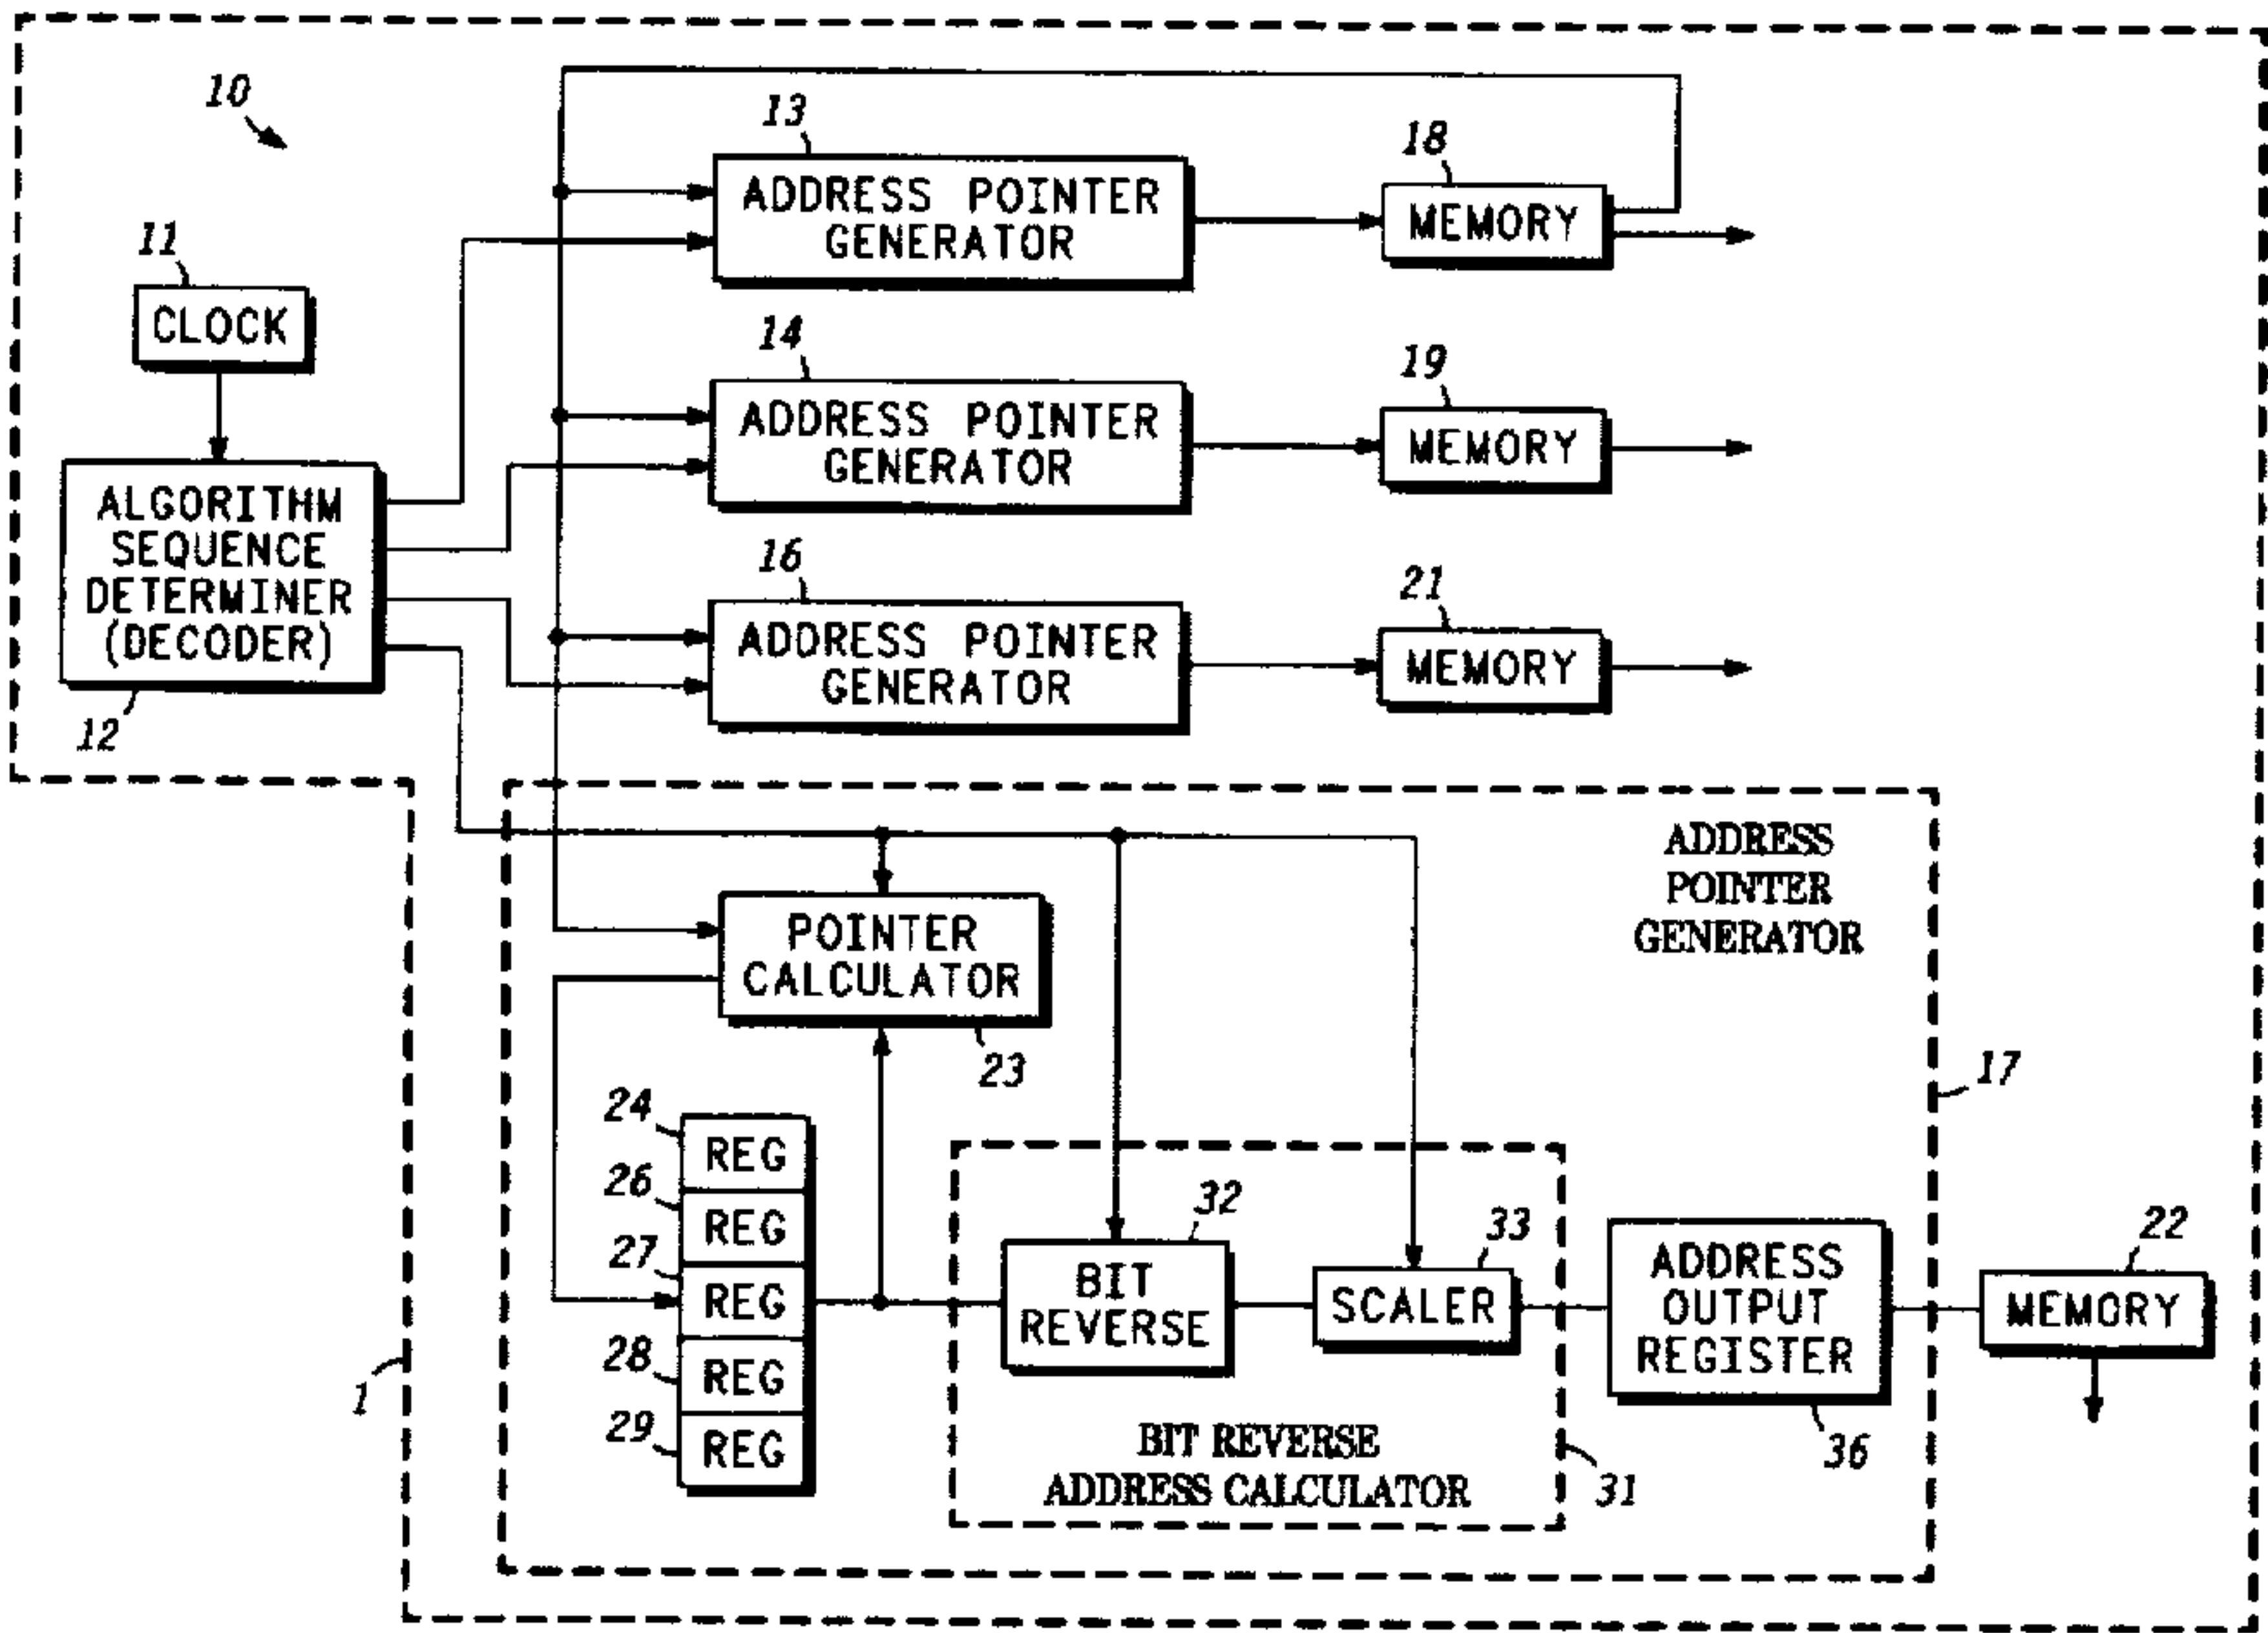 10
13
18
ADDRESS POINTER
GENERATOR
MEMORY
11
CLOCK
14
19
ADDRESS POINTER
GENERATOR
MEMORY
ALGORITHM
SEQUENCE
DETERMINER
(DECODER)
12
16
21
ADDRESS POINTER
GENERATOR
MEMORY
ADDRESS
POINTER
GENERATOR
POINTER
CALCULATOR
23
17
24
REG
26
REG
27
REG
28
REG
29
REG
32
BIT
REVERSE
33
SCALER
ADDRESS
OUTPUT
REGISTER
36
22
MEMORY
1
BIT REVERSE
ADDRESS CALCULATOR
31